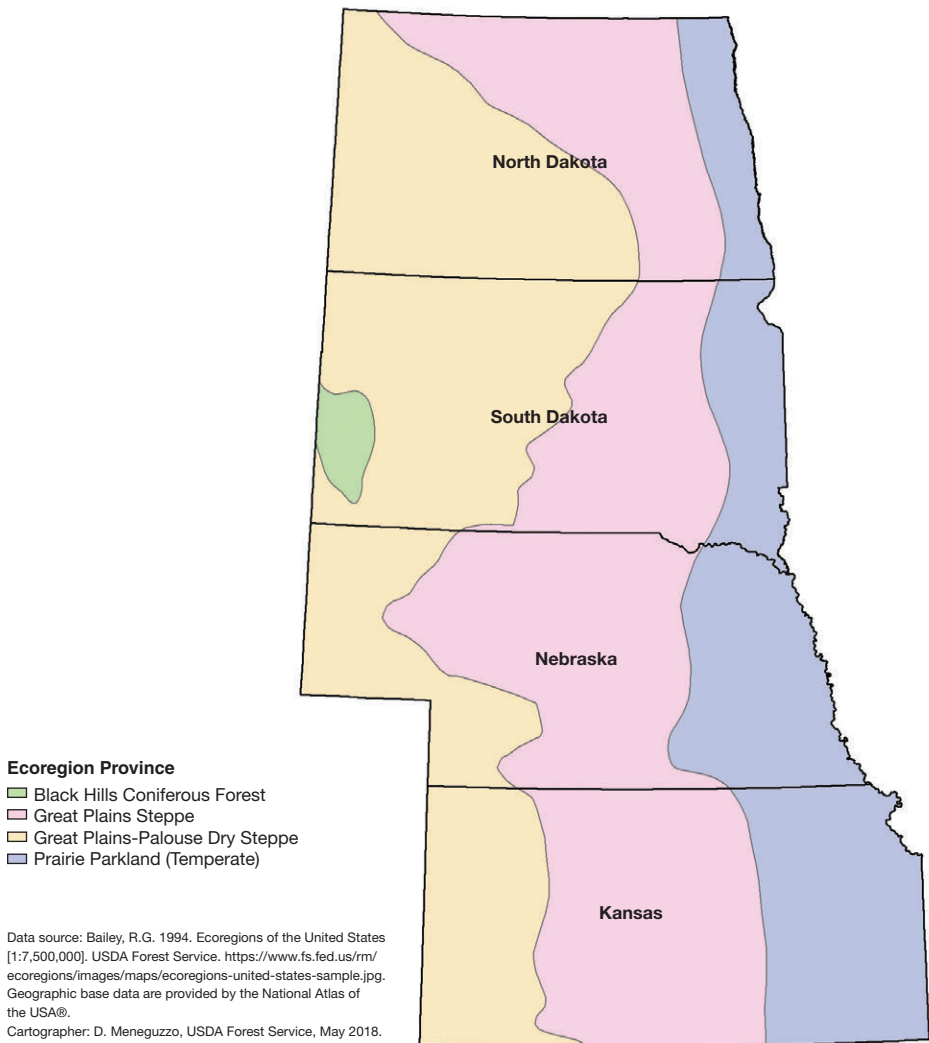 North Dakota
South Dakota
Nebraska
Kansas
Ecoregion Province
Black Hills Coniferous Forest
Great Plains Steppe
Great Plains-Palouse Dry Steppe
Prairie Parkland (Temperate)
Data source: Bailey, R.G. 1994. Ecoregions of the United States
[1:7,500,000]. USDA Forest Service. https://www.fs.fed.us/rm/
ecoregions/images/maps/ecoregions-united-states-sample.jpg.
Geographic base data are provided by the National Atlas of
the USA®.
Cartographer: D. Meneguzzo, USDA Forest Service, May 2018.